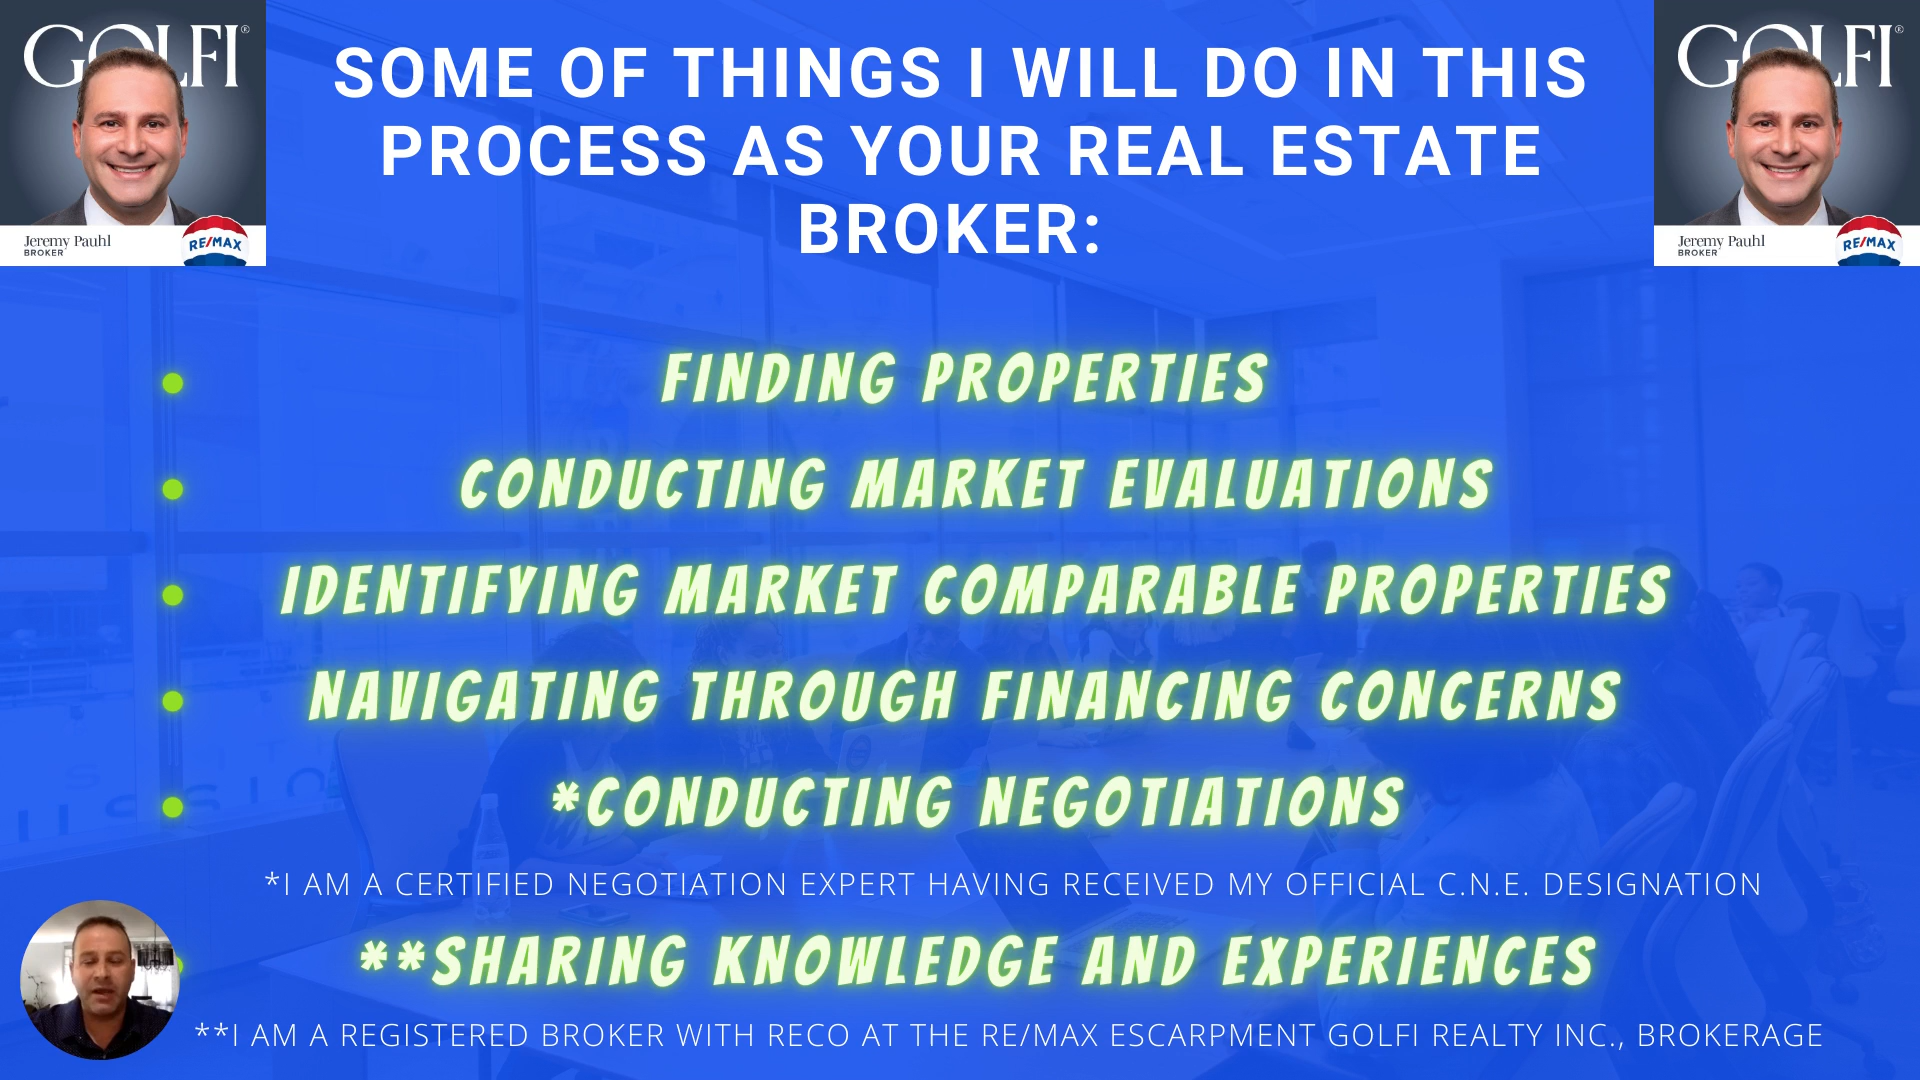 GOLFI®
Jeremy Pauhl
BROKER
RE/MAX
SOME OF THINGS I WILL DO IN THIS
PROCESS AS YOUR REAL ESTATE
BROKER:
GOLFI®
Jeremy Pauhl
BROKER
RE/MAX
FINDING PROPERTIES
CONDUCTING MARKET EVALUATIONS
IDENTIFYING MARKET COMPARABLE PROPERTIES
NAVIGATING THROUGH FINANCING CONCERNS
*CONDUCTING NEGOTIATIONS
*I AM A CERTIFIED NEGOTIATION EXPERT HAVING RECEIVED MY OFFICIAL C.N.E. DESIGNATION
**SHARING KNOWLEDGE AND EXPERIENCES
**I AM A REGISTERED BROKER WITH RECO AT THE RE/MAX ESCARPMENT GOLFI REALTY INC., BROKERAGE